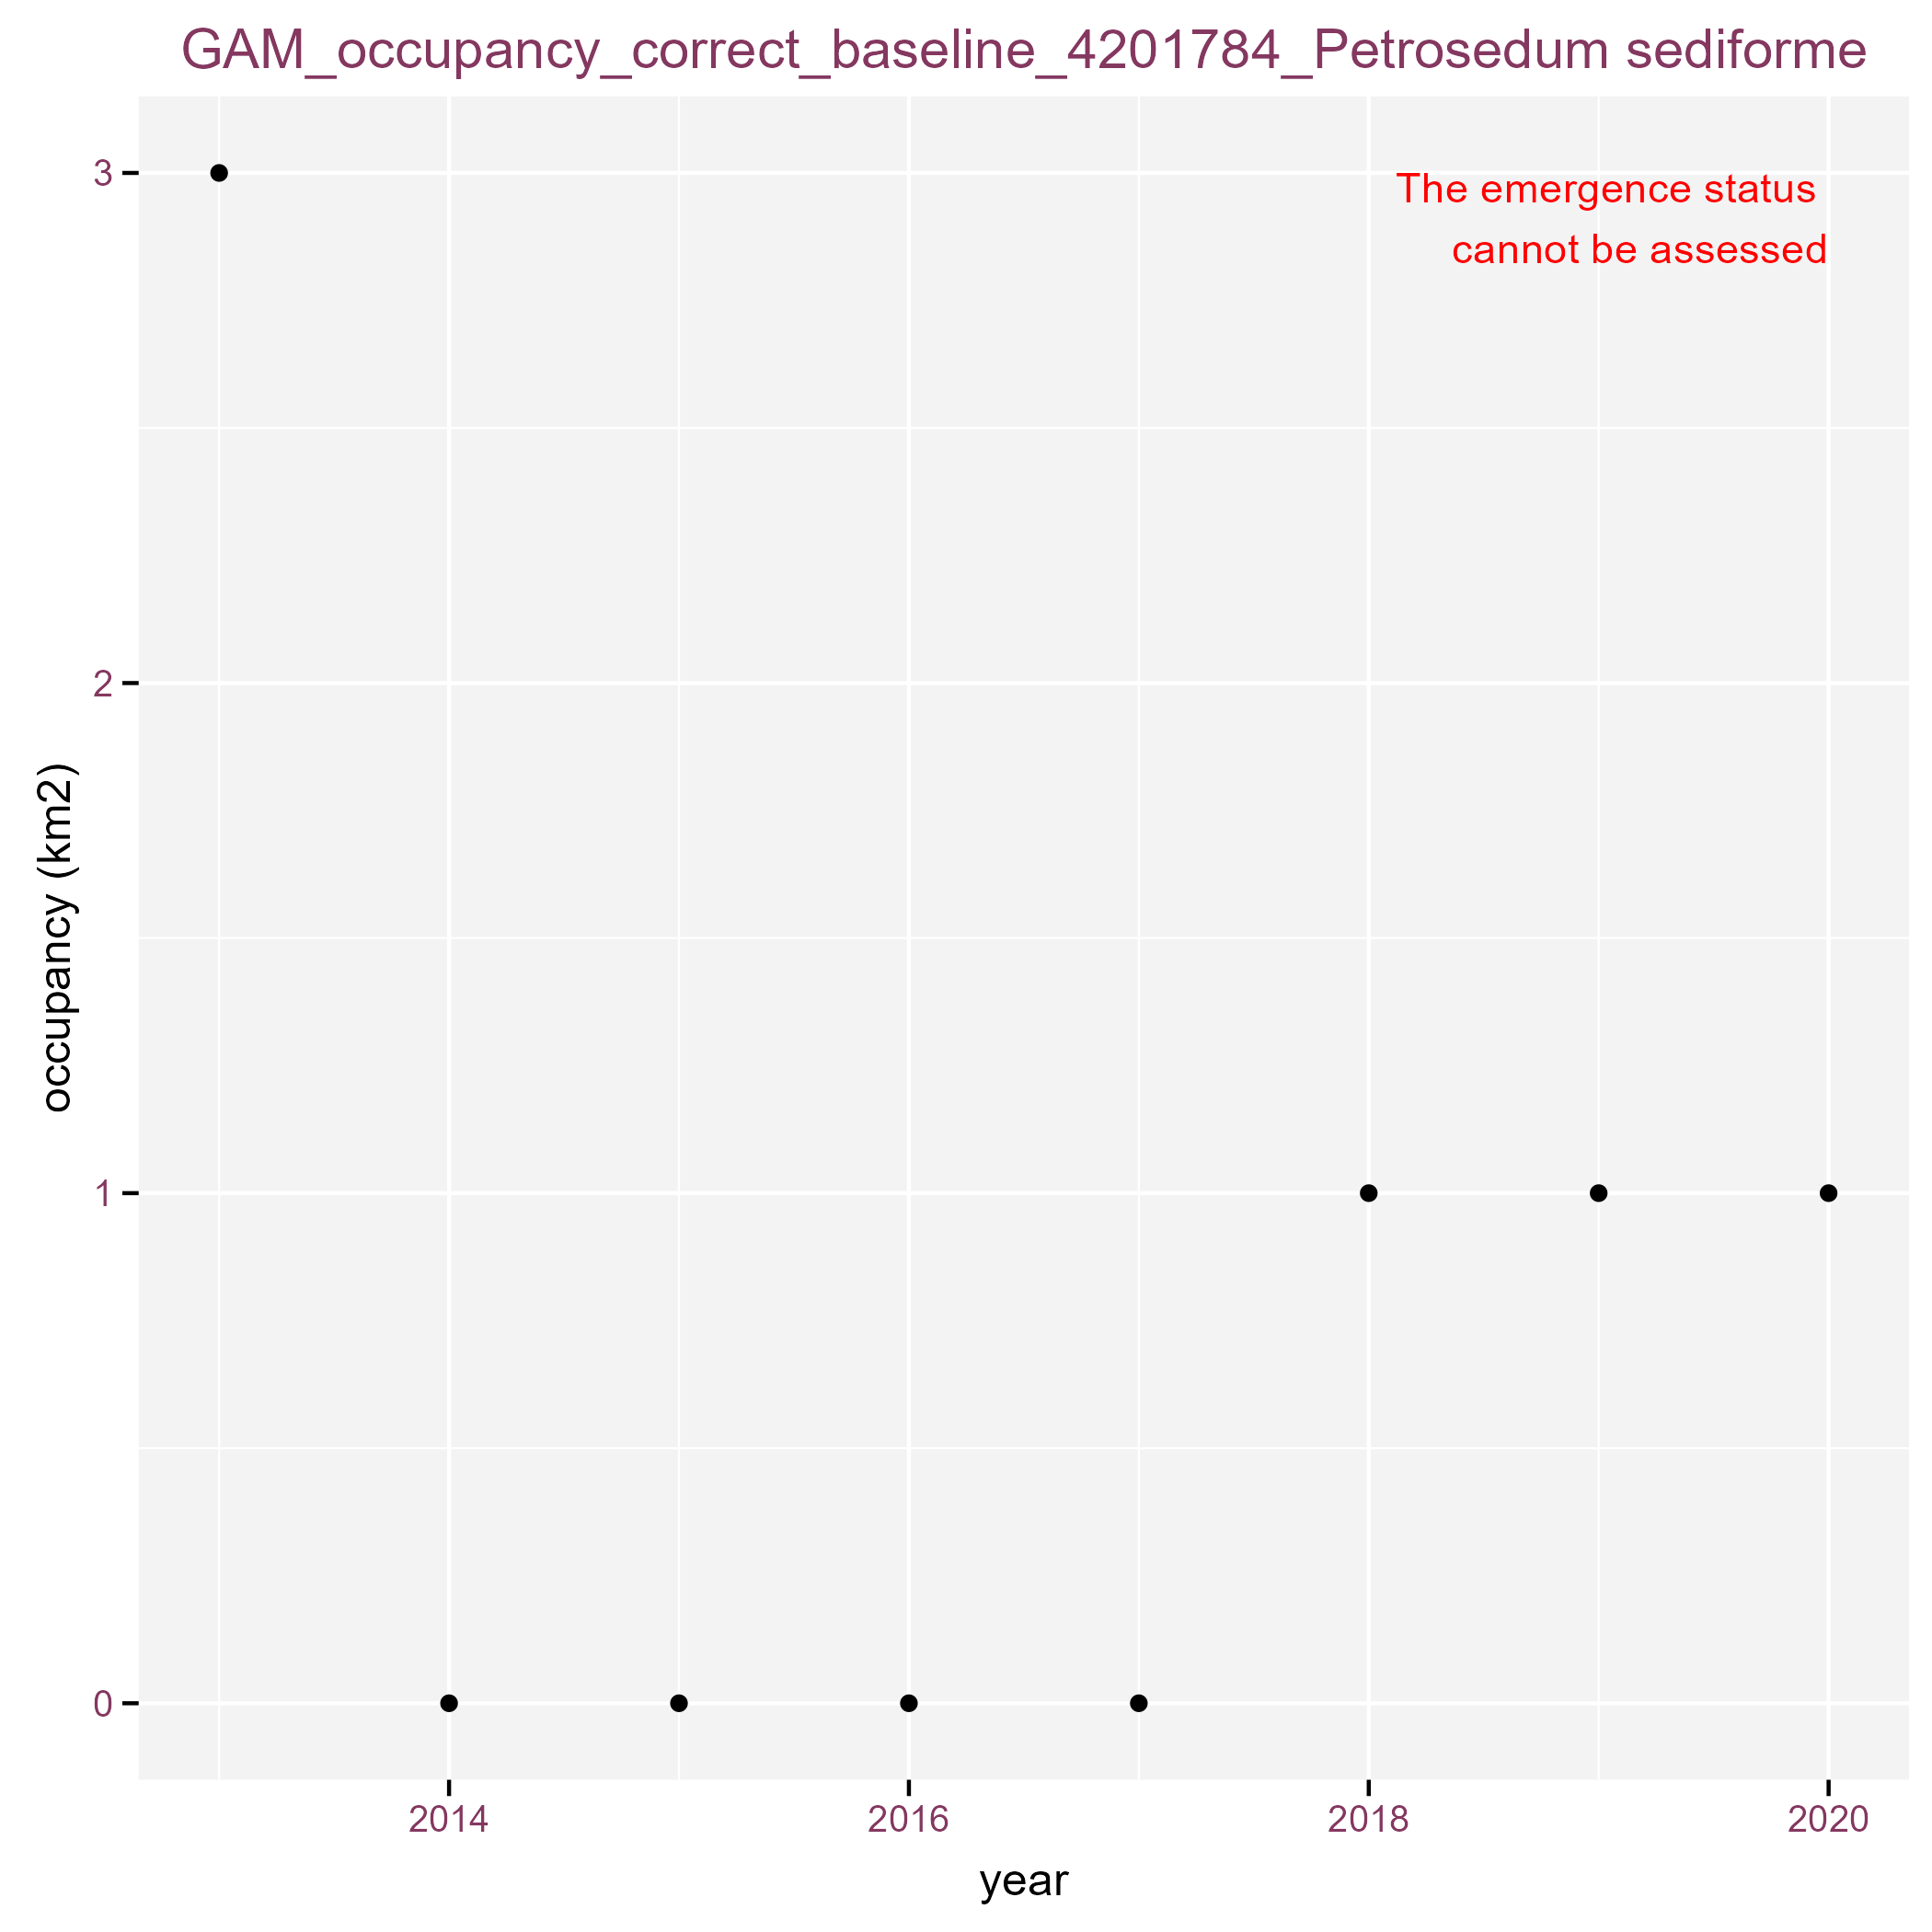 GAM_occupancy_correct_baseline_4201784_Petrosedum sediforme
The emergence status
cannot be assessed
3
2
1
0
occupancy (km2)
2014
2016
2018
2020
year